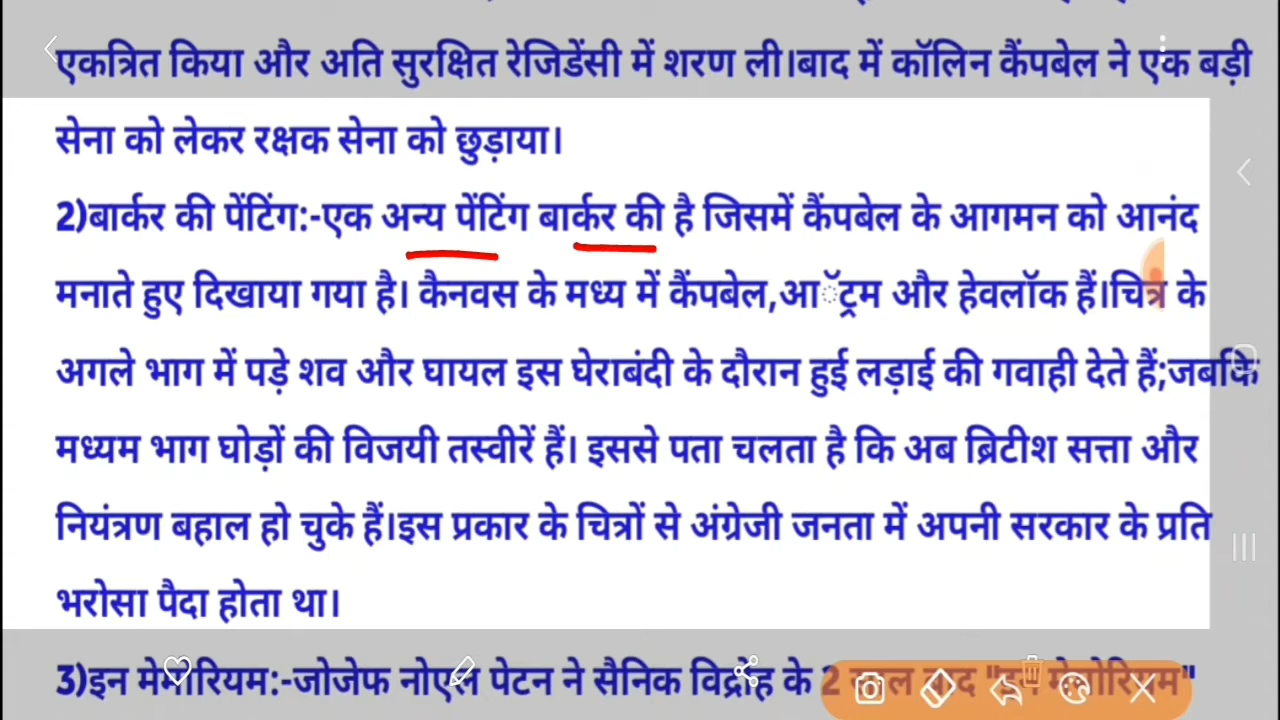 एकत्रित किया और अति सुरक्षित रेजिडेंसी में शरण ली।बाद में कॉलिन कैंपबेल ने एक बड़ी
सेना को लेकर रक्षक सेना को छुड़ाया।
2)बार्कर की पेंटिंग:-एक अन्य पेंटिंग बार्कर की है जिसमें कैंपबेल के आगमन को आनंद
मनाते हुए दिखाया गया है। कैनवस के मध्य में कैंपबेल,आॅट्रम और हेवलॉक हैं।चित्र के
अगले भाग में पड़े शव और घायल इस घेराबंदी के दौरान हुई लड़ाई की गवाही देते हैं;जबकि
मध्यम भाग घोड़ों की विजयी तस्वीरें हैं। इससे पता चलता है कि अब ब्रिटीश सत्ता और
नियंत्रण बहाल हो चुके हैं।इस प्रकार के चित्रों से अंग्रेजी जनता में अपनी सरकार के प्रति
भरोसा पैदा होता था।
3)इन मेमोरियम:-जोजेफ नोएल पेटन ने सैनिक विद्रोह के 2 साल बाद "इन मेमोरियम"